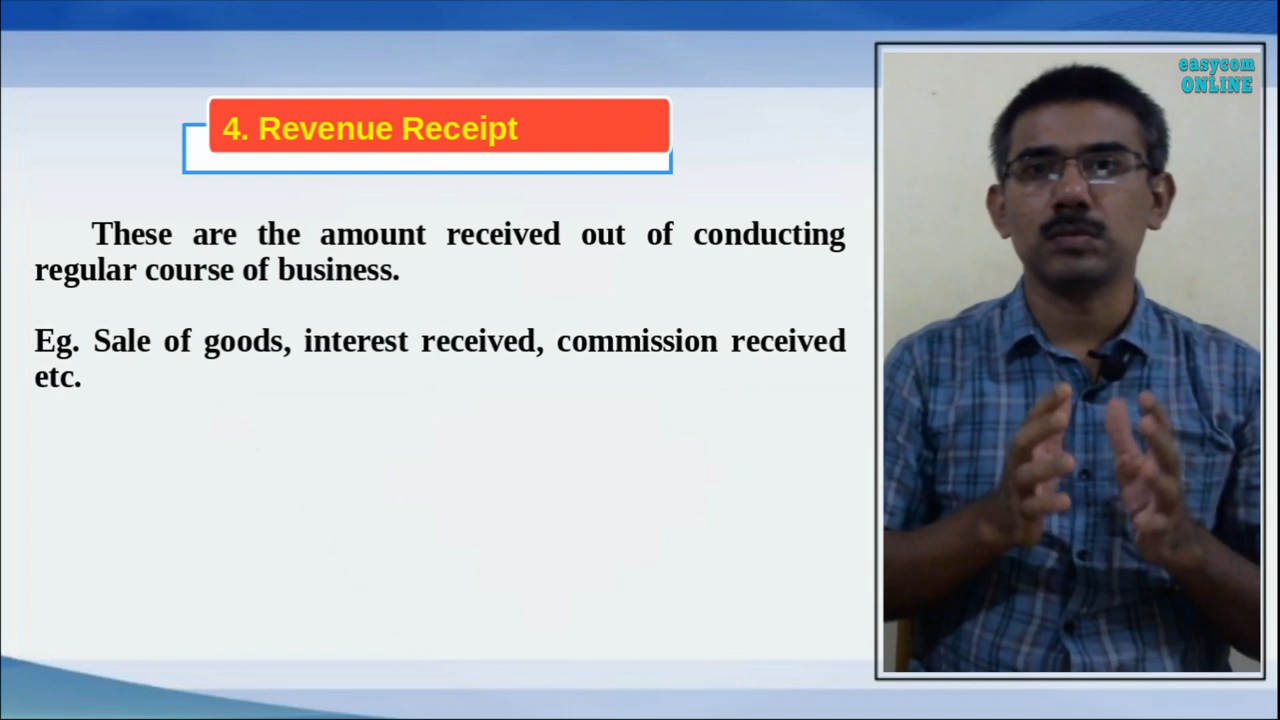 4. Revenue Receipt
These are the amount received out of conducting
regular course of business.
Eg. Sale of goods, interest received, commission received
etc.
easycom
ONLINE